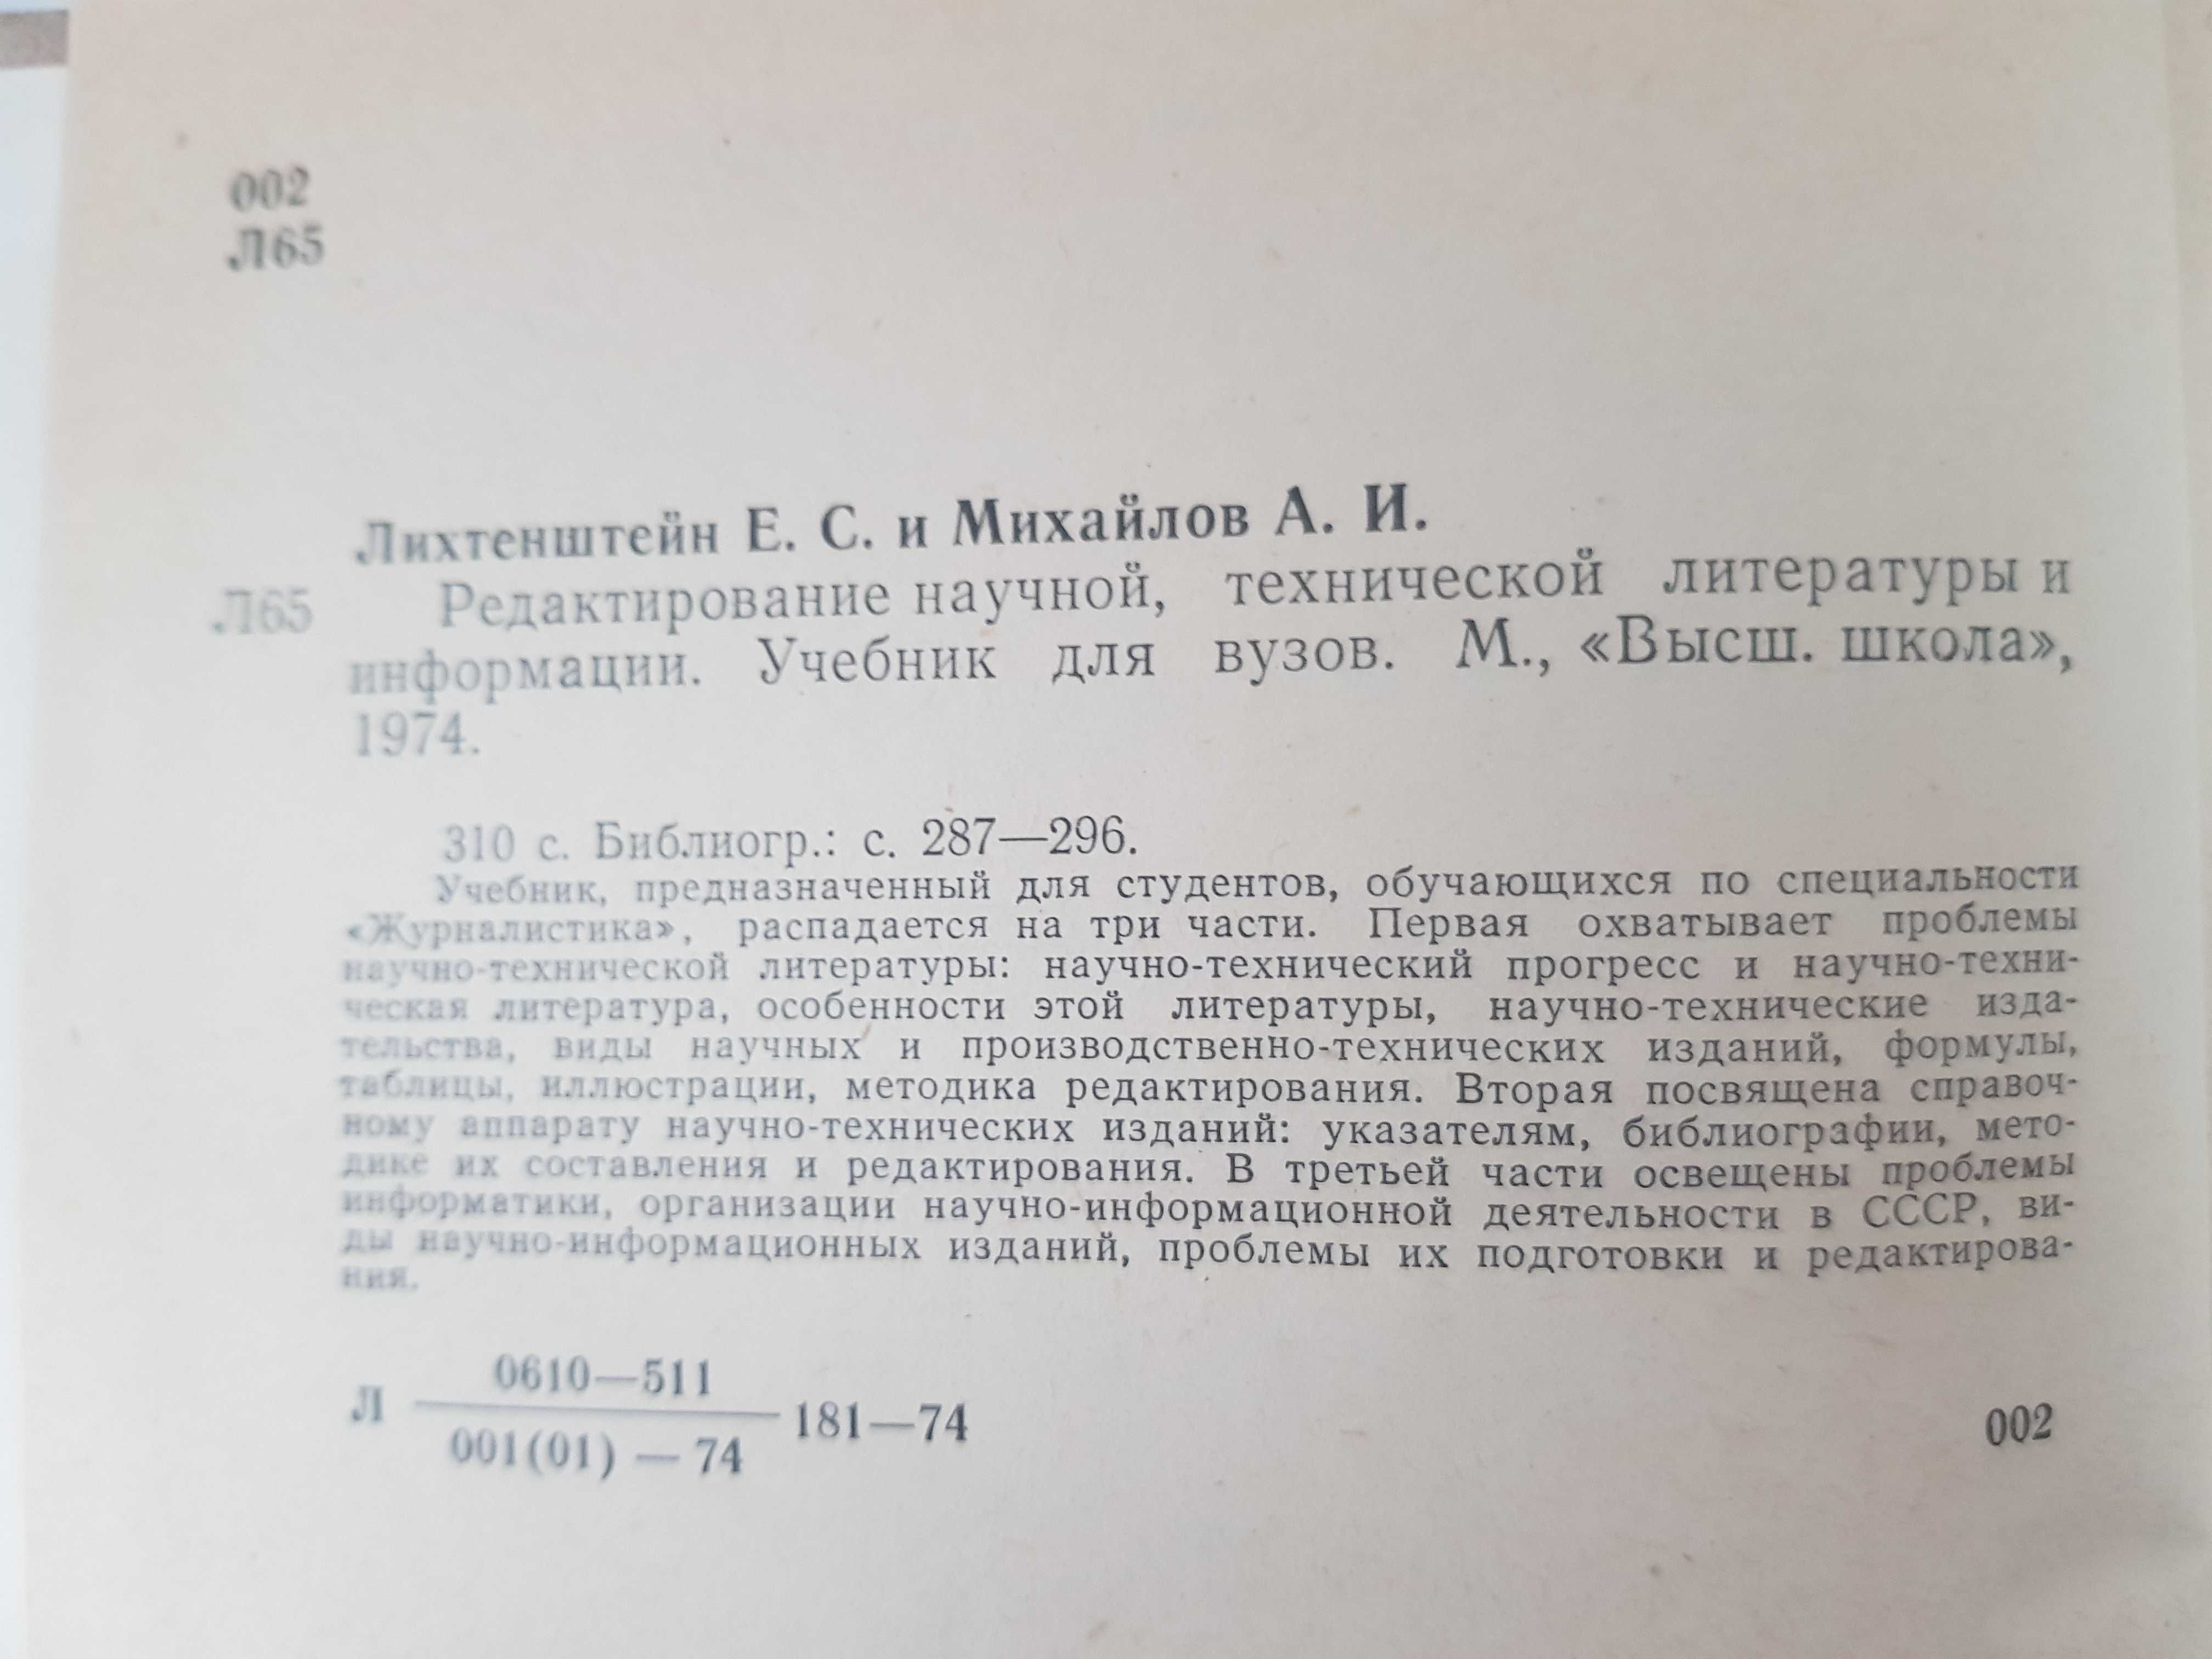 002
Л65
Лихтенштейн Е. С. и Михайлов А. И.
Л65 Редактирование научной, технической литературы и
информации. Учебник для вузов. М., «Высш. школа»,
1974.
310 с. Библиогр.: с. 287—296.
Учебник, предназначенный для студентов, обучающихся по специальности
«Журналистика», распадается на три части. Первая охватывает проблемы
научно-технической литературы: научно-технический прогресс и научно-техни-
ческая литература, особенности этой литературы, научно-технические изда-
тельства, виды научных и производственно-технических изданий, формулы,
таблицы, иллюстрации, методика редактирования. Вторая посвящена справоч-
ному аппарату научно-технических изданий: указателям, библиографии, мето-
дике их составления и редактирования. В третьей части освещены проблемы
информатики, организации научно-информационной деятельности в СССР, ви-
ды научно-информационных изданий, проблемы их подготовки и редактирова-
ния.
0610—511
Л 181—74
001(01) — 74
002